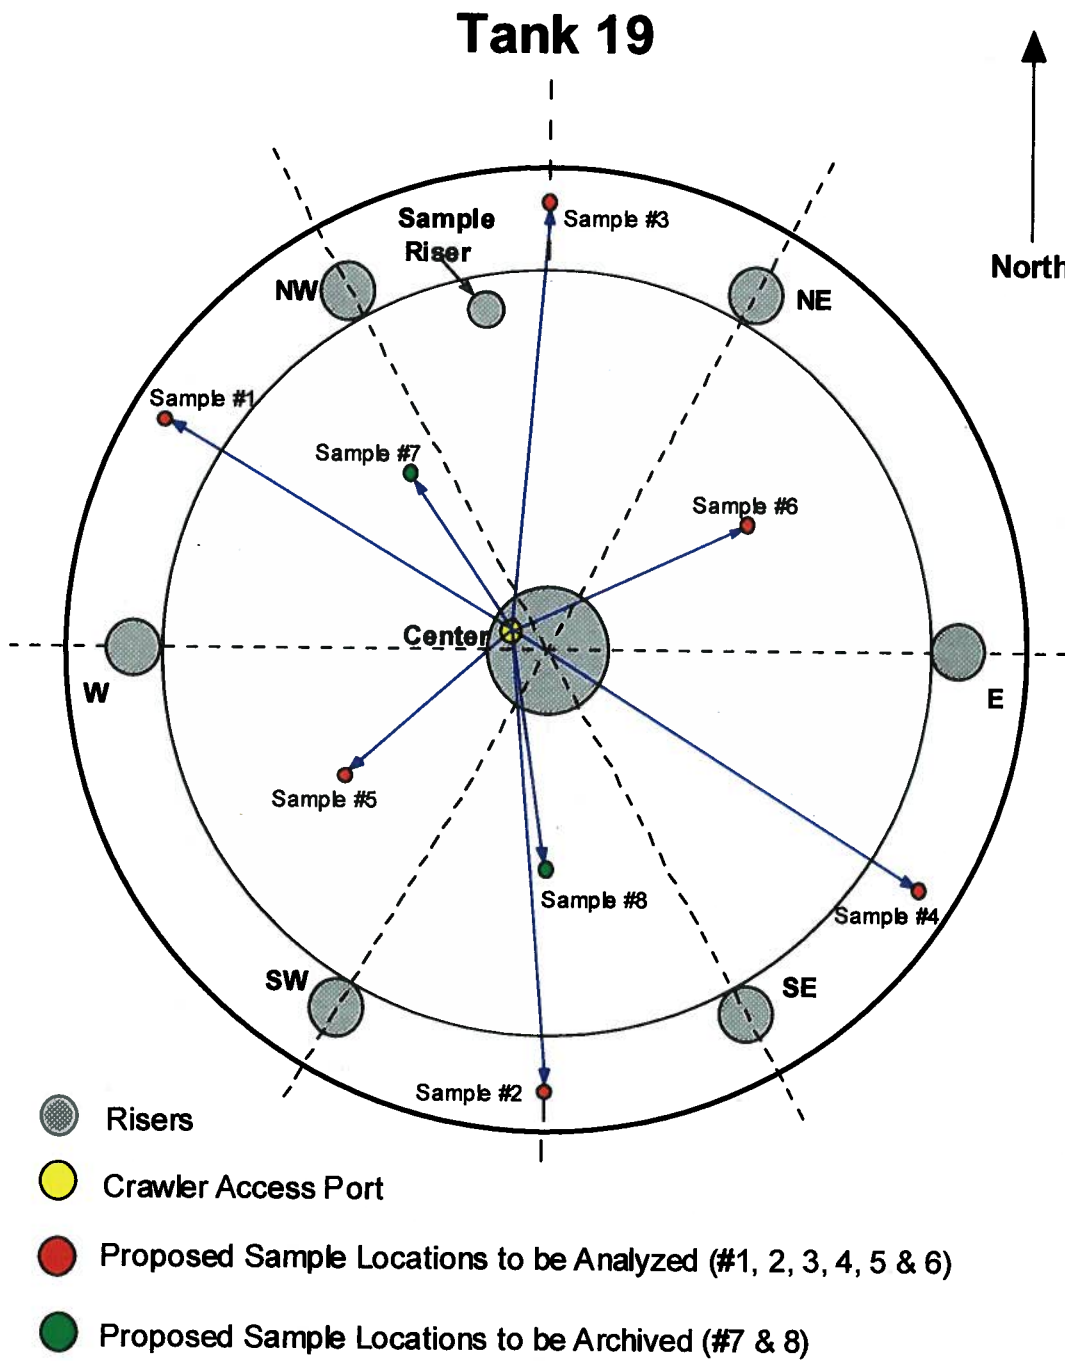 Tank 19
Sample
Riser
Sample #3
North
NW
NE
Sample #1
Sample #7
Sample #6
Center
W
E
Sample #5
Sample #8
Sample #4
SW
SE
Sample #2
Risers
Crawler Access Port
Proposed Sample Locations to be Analyzed (#1, 2, 3, 4, 5 & 6)
Proposed Sample Locations to be Archived (#7 & 8)